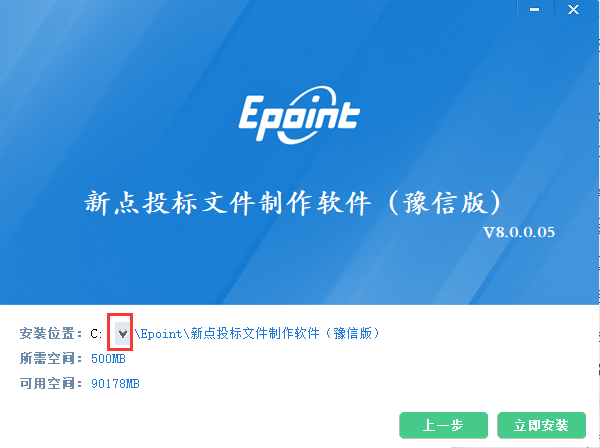 Epoint
新点投标文件制作软件（豫信版）
V8.0.0.05
安装位置：C: \Epoint\新点投标文件制作软件（豫信版）
所需空间：500MB
可用空间：90178MB
上一步 立即安装